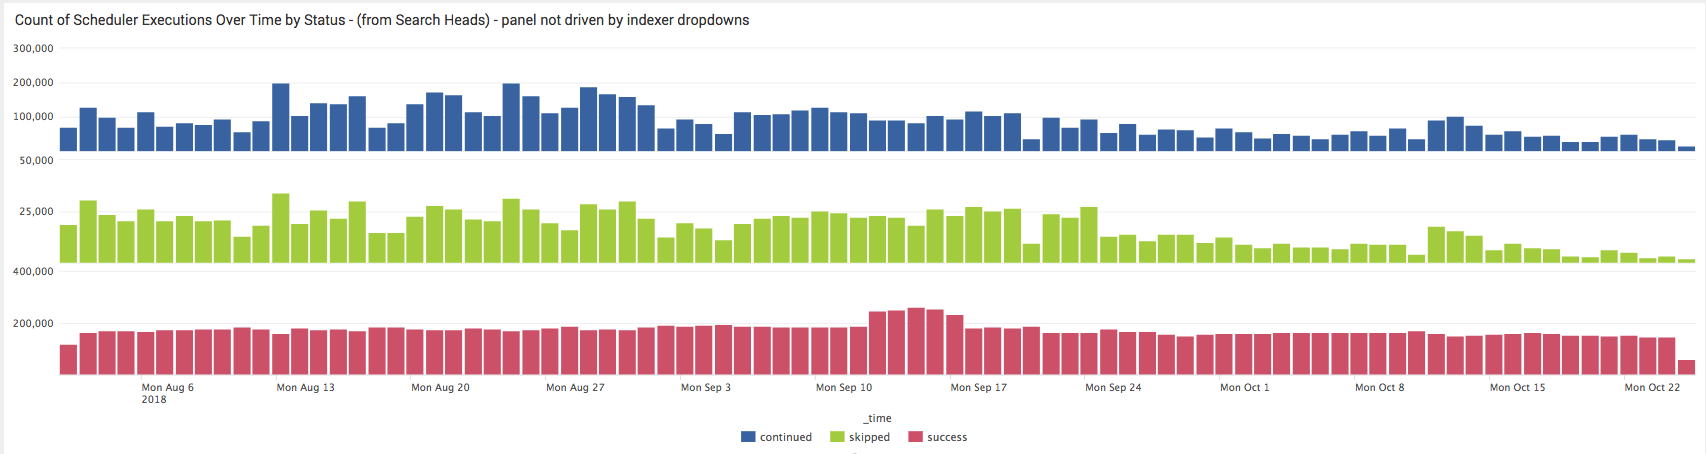 Count of Scheduler Executions Over Time by Status - (from Search Heads) - panel not driven by indexer dropdowns
300,000
200,000
100,000
50,000
25,000
400,000
200,000
Mon Aug 6 Mon Aug 13 Mon Aug 20 Mon Aug 27 Mon Sep 3 Mon Sep 10 Mon Sep 17 Mon Sep 24 Mon Oct 1 Mon Oct 8 Mon Oct 15 Mon Oct 22
2018
_time
continued skipped success